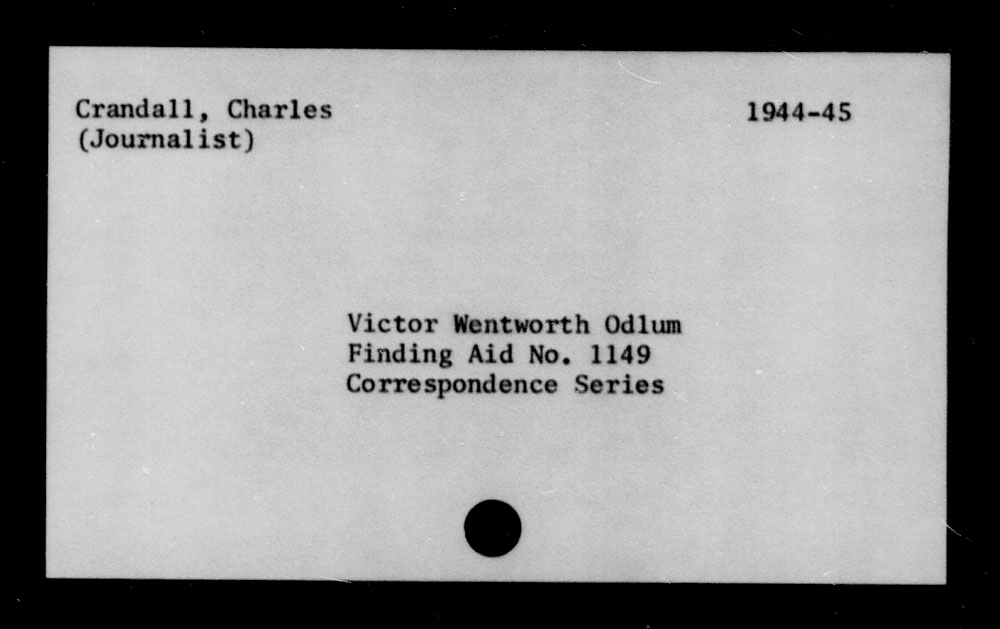 Crandall, Charles 1944-45
(Journalist)
Victor Wentworth Odlum
Finding Aid No. 1149
Correspondence Series